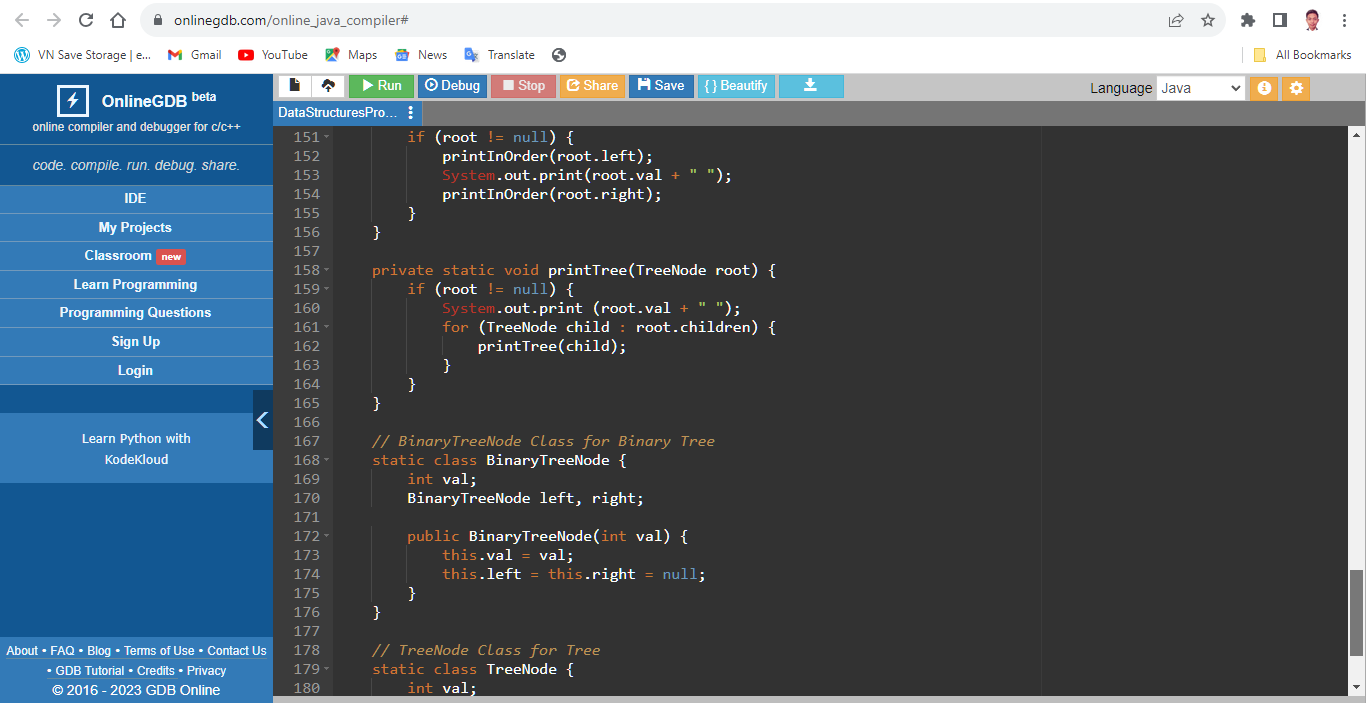 onlinegdb.com/online_java_compiler#
VN Save Storage | e... Gmail YouTube Maps News Translate All Bookmarks
OnlineGDB beta
online compiler and debugger for c/c++
code. compile. run. debug. share.
IDE
My Projects
Classroom new
Learn Programming
Programming Questions
Sign Up
Login
Learn Python with
KodeKloud
About • FAQ • Blog • Terms of Use • Contact Us
• GDB Tutorial • Credits • Privacy
© 2016 - 2023 GDB Online
Run Debug Stop Share Save { } Beautify Language Java
DataStructuresPro...
151 if (root != null) {
152 printInOrder(root.left);
153 System.out.print(root.val + " ");
154 printInOrder(root.right);
155 }
156 }
157
158 private static void printTree(TreeNode root) {
159 if (root != null) {
160 System.out.print (root.val + " ");
161 for (TreeNode child : root.children) {
162 printTree(child);
163 }
164 }
165 }
166
167 // BinaryTreeNode Class for Binary Tree
168 static class BinaryTreeNode {
169 int val;
170 BinaryTreeNode left, right;
171
172 public BinaryTreeNode(int val) {
173 this.val = val;
174 this.left = this.right = null;
175 }
176 }
177
178 // TreeNode Class for Tree
179 static class TreeNode {
180 int val;